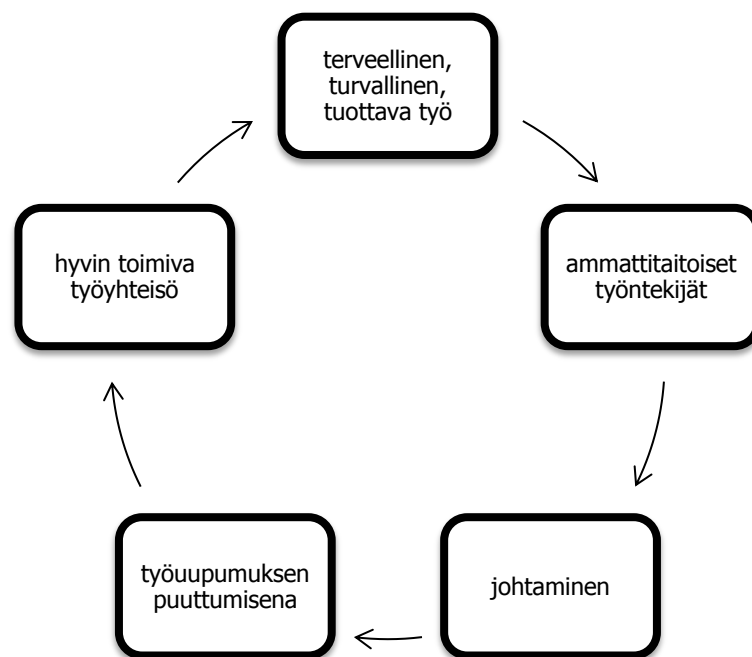 terveellinen,
turvallinen,
tuottava työ
ammattitaitoiset
työntekijät
johtaminen
työuupumuksen
puuttumisena
hyvin toimiva
työyhteisö